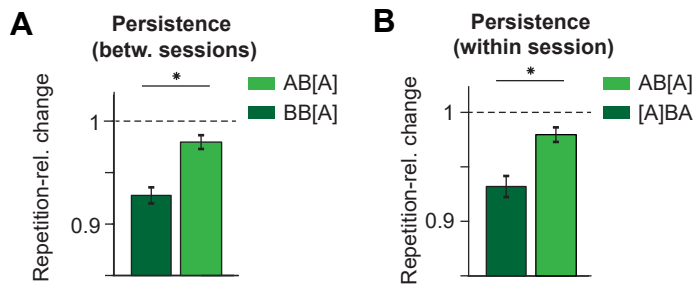 A
Persistence
(betw. sessions)
*
AB[A]
BB[A]
1
0.9
Repetition-rel. change
B
Persistence
(within session)
*
AB[A]
[A]BA
1
0.9
Repetition-rel. change